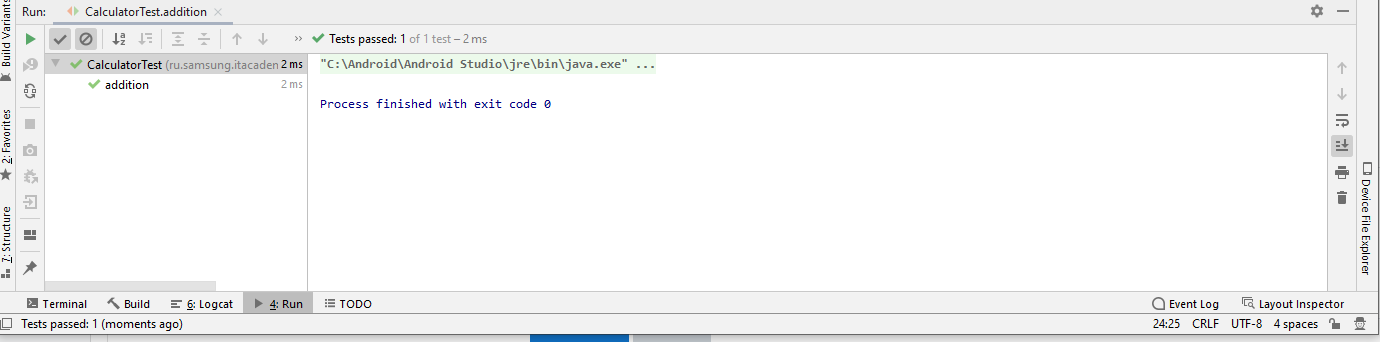 Run: CalculatorTest.addition
Tests passed: 1 of 1 test – 2 ms
CalculatorTest (ru.samsung.itacaden 2 ms
addition 2 ms
"C:\Android\Android Studio\jre\bin\java.exe" ...
Process finished with exit code 0
Build Variants
2: Favorites
7: Structure
Device File Explorer
Terminal Build 6: Logcat 4: Run TODO Event Log Layout Inspector
Tests passed: 1 (moments ago) 24:25 CRLF UTF-8 4 spaces